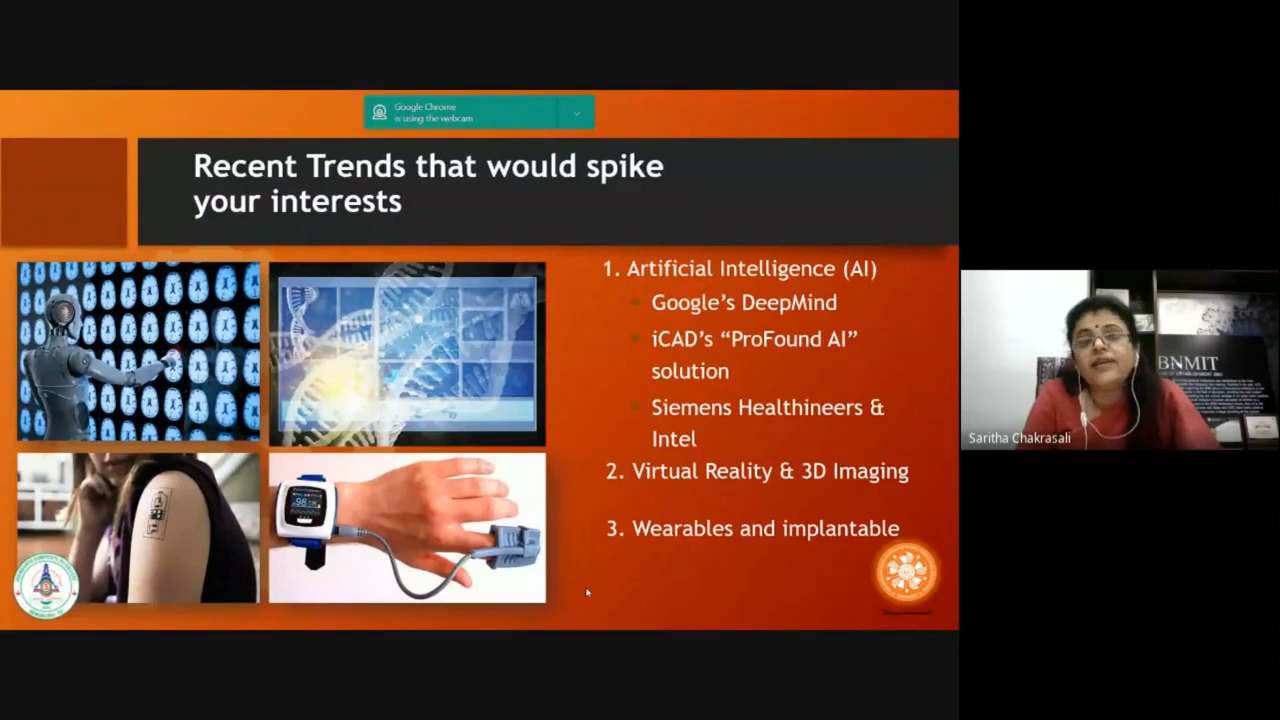 Google Chrome
is using the webcam
Recent Trends that would spike
your interests
1. Artificial Intelligence (AI)
Google's DeepMind
iCAD's “ProFound AI”
solution
Siemens Healthineers &
Intel
2. Virtual Reality & 3D Imaging
3. Wearables and implantable
98
BNMIT
Saritha Chakrasali